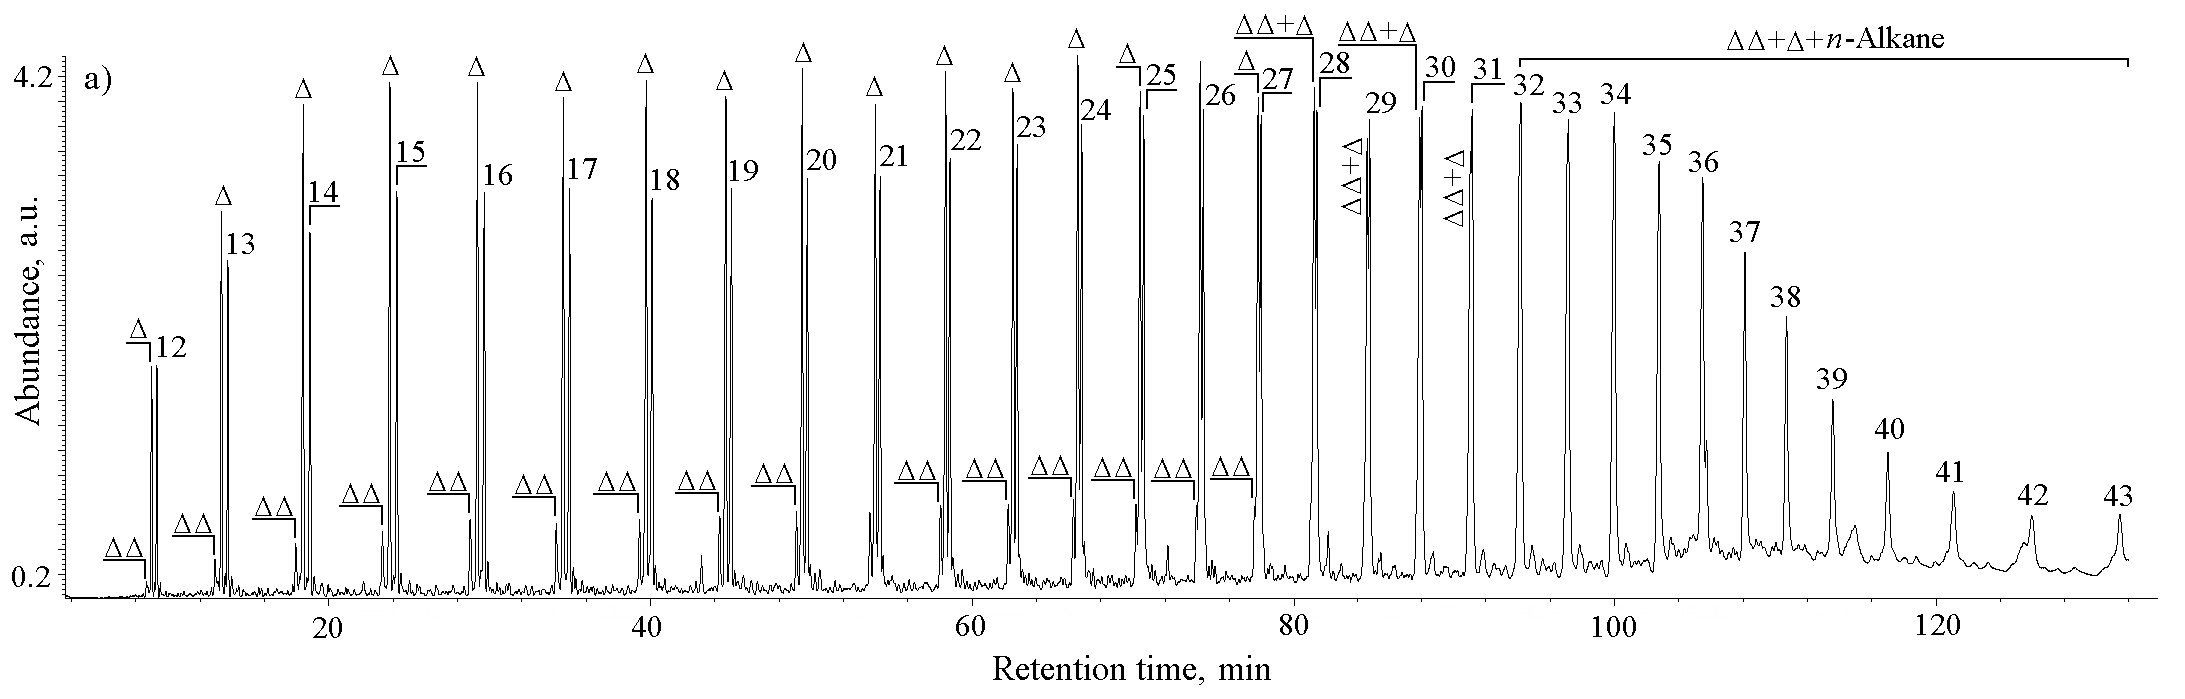 a)
Abundance, a.u.
4.2
0.2
Δ Δ Δ Δ Δ Δ Δ Δ Δ Δ Δ Δ Δ Δ Δ Δ
ΔΔ+Δ ΔΔ+Δ ΔΔ+Δ ΔΔ+Δ
ΔΔ+Δ+n-Alkane
12 13 14 15 16 17 18 19 20 21 22 23 24 25 26 27 28 29 30 31 32 33 34 35 36 37 38 39 40 41 42 43
ΔΔ ΔΔ ΔΔ ΔΔ ΔΔ ΔΔ ΔΔ ΔΔ ΔΔ ΔΔ ΔΔ ΔΔ ΔΔ ΔΔ ΔΔ
20 40 60 80 100 120
Retention time, min